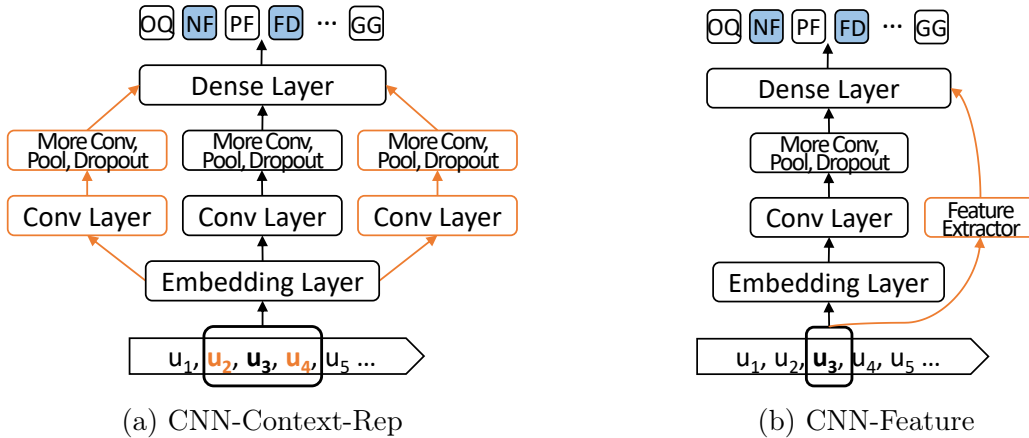 OQ NF PF FD ... GG
Dense Layer
More Conv, Pool, Dropout
More Conv, Pool, Dropout
More Conv, Pool, Dropout
Conv Layer
Conv Layer
Conv Layer
Embedding Layer
u1, u2, u3, u4, u5 ...
(a) CNN-Context-Rep
OQ NF PF FD ... GG
Dense Layer
More Conv,
Pool, Dropout
Conv Layer
Feature
Extractor
Embedding Layer
u1, u2, u3, u4, u5 ...
(b) CNN-Feature